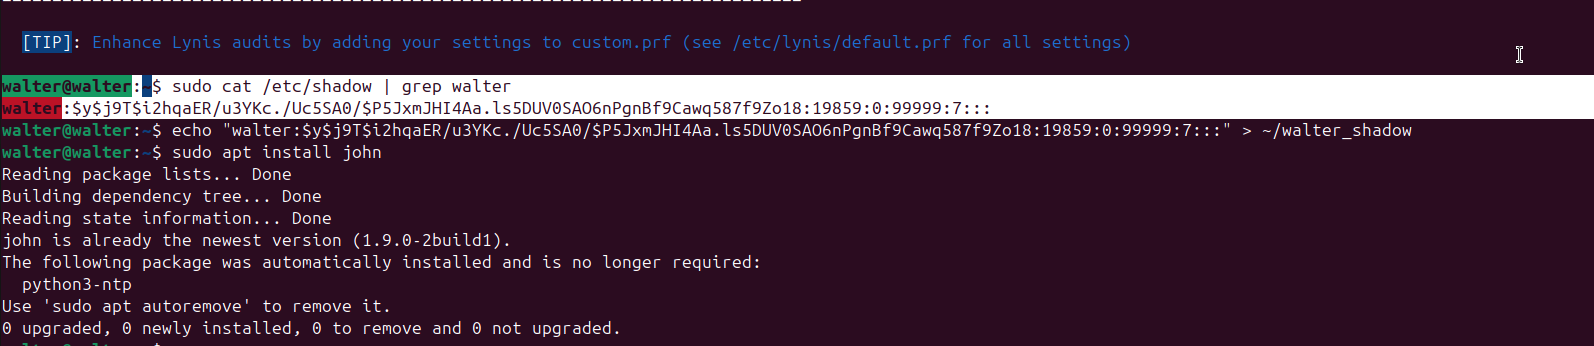 [TIP]: Enhance Lynis audits by adding your settings to custom.prf (see /etc/lynis/default.prf for all settings)
walter@walter:~$ sudo cat /etc/shadow | grep walter
walter:$y$j9T$i2hqaER/u3YKc./Uc5SA0/$P5JxmJHI4Aa.ls5DUV0SAO6nPgnBf9Cawq587f9Zo18:19859:0:99999:7:::
walter@walter:~$ echo "walter:$y$j9T$i2hqaER/u3YKc./Uc5SA0/$P5JxmJHI4Aa.ls5DUV0SAO6nPgnBf9Cawq587f9Zo18:19859:0:99999:7:::" > ~/walter_shadow
walter@walter:~$ sudo apt install john
Reading package lists... Done
Building dependency tree... Done
Reading state information... Done
john is already the newest version (1.9.0-2build1).
The following package was automatically installed and is no longer required:
  python3-ntp
Use 'sudo apt autoremove' to remove it.
0 upgraded, 0 newly installed, 0 to remove and 0 not upgraded.